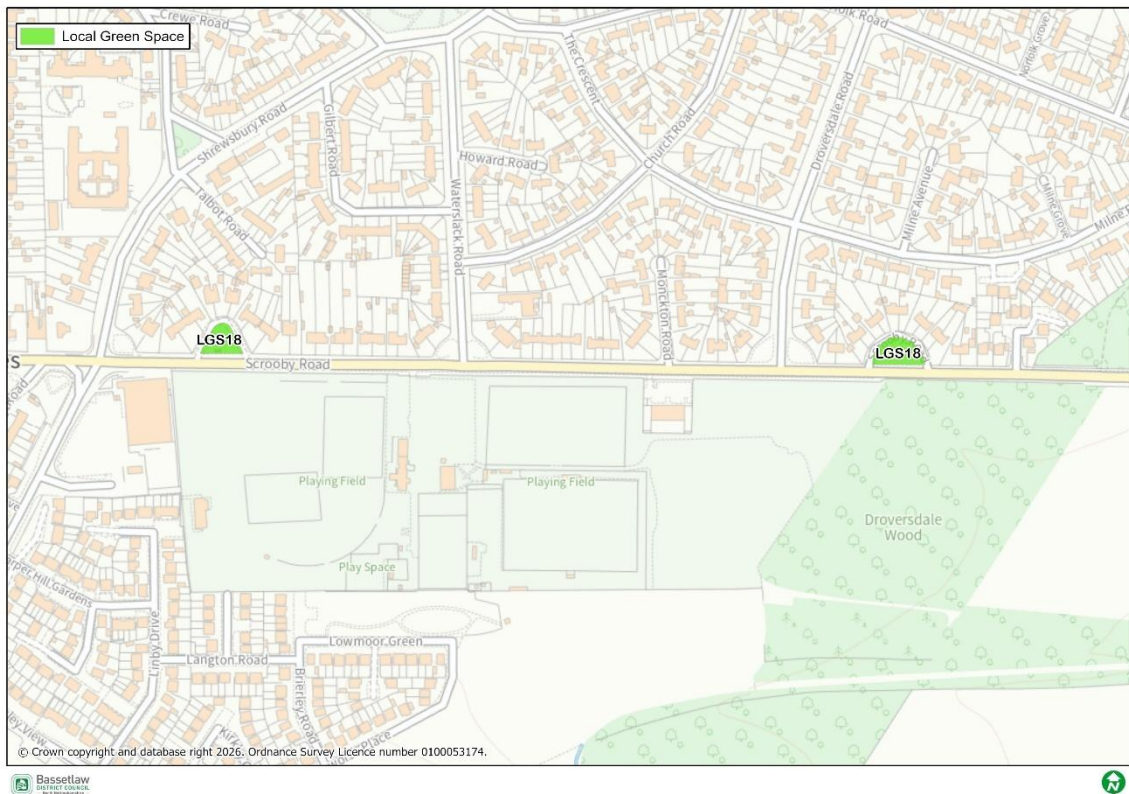 Crewe Road
Local Green Space
Shrewsbury Road
Gilbert Road
Talbot Road
Waterslack Road
Howard Road
The Crescent
Church Road
Droversdale Road
Norfolk Grove
Milne Avenue
Milne Grove
Monckton Road
LGS18
LGS18
Scrooby Road
Playing Field
Playing Field
Play Space
Droversdale
Wood
Linby Drive
Langton Road
Lowmoor Green
Brierley Road
© Crown copyright and database right 2026. Ordnance Survey Licence number 0100053174.
Bassetlaw
DISTRICT COUNCIL
N